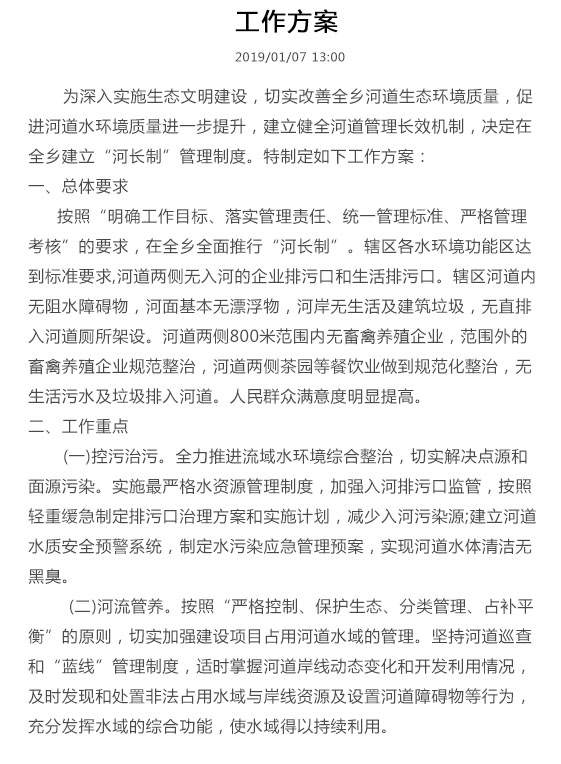 工作方案
2019/01/07 13:00
为深入实施生态文明建设，切实改善全乡河道生态环境质量，促
进河道水环境质量进一步提升，建立健全河道管理长效机制，决定在
全乡建立“河长制”管理制度。特制定如下工作方案：
一、总体要求
按照“明确工作目标、落实管理责任、统一管理标准、严格管理
考核”的要求，在全乡全面推行“河长制”。辖区各水环境功能区达
到标准要求,河道两侧无入河的企业排污口和生活排污口。辖区河道内
无阻水障碍物，河面基本无漂浮物，河岸无生活及建筑垃圾，无直排
入河道厕所架设。河道两侧800米范围内无畜禽养殖企业，范围外的
畜禽养殖企业规范整治，河道两侧茶园等餐饮业做到规范化整治，无
生活污水及垃圾排入河道。人民群众满意度明显提高。
二、工作重点
(一)控污治污。全力推进流域水环境综合整治，切实解决点源和
面源污染。实施最严格水资源管理制度，加强入河排污口监管，按照
轻重缓急制定排污口治理方案和实施计划，减少入河污染源;建立河道
水质安全预警系统，制定水污染应急管理预案，实现河道水体清洁无
黑臭。
(二)河流管养。按照“严格控制、保护生态、分类管理、占补平
衡”的原则，切实加强建设项目占用河道水域的管理。坚持河道巡查
和“蓝线”管理制度，适时掌握河道岸线动态变化和开发利用情况，
及时发现和处置非法占用水域与岸线资源及设置河道障碍物等行为，
充分发挥水域的综合功能，使水域得以持续利用。